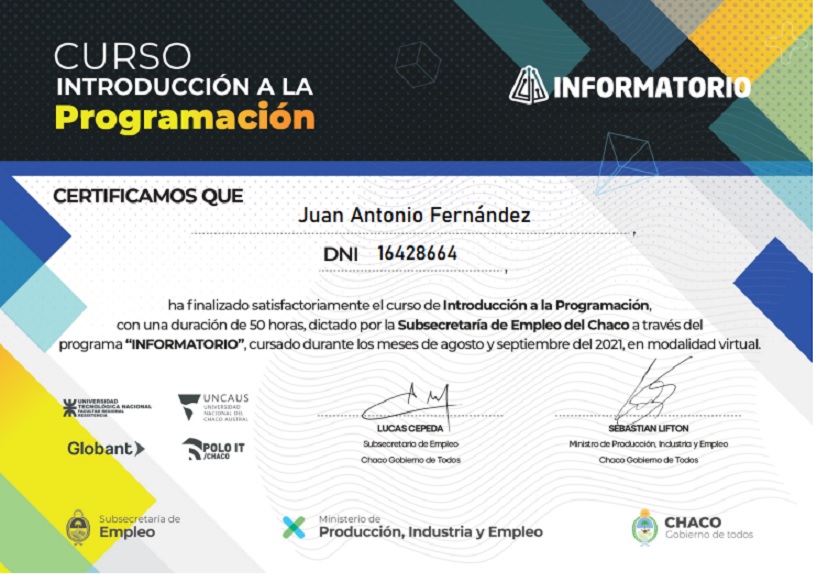 CURSO
INTRODUCCIÓN A LA
Programación
INFORMATORIO
CERTIFICAMOS QUE
Juan Antonio Fernández
DNI 16428664
ha finalizado satisfactoriamente el curso de Introducción a la Programación,
con una duración de 50 horas, dictado por la Subsecretaría de Empleo del Chaco a través del
programa “INFORMATORIO”, cursado durante los meses de agosto y septiembre del 2021, en modalidad virtual.
UNIVERSIDAD
TECNOLÓGICA NACIONAL
FACULTAD REGIONAL
RESISTENCIA
UNCAUS
UNIVERSIDAD
NACIONAL DEL
CHACO AUSTRAL
Globant
POLO IT
/CHACO
LUCAS CEPEDA
Subsecretario de Empleo
Chaco Gobierno de Todos
SEBASTIAN LIFTON
Ministro de Producción, Industria y Empleo
Chaco Gobierno de Todos
Subsecretaría de
Empleo
Ministerio de
Producción, Industria y Empleo
CHACO
Gobierno de todos